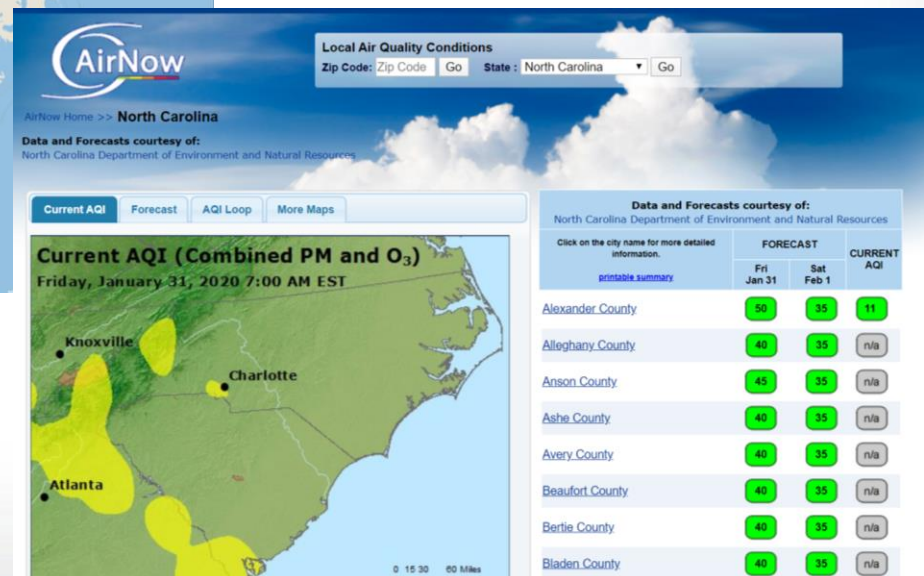 AirNow
Local Air Quality Conditions
Zip Code: Zip Code Go State : North Carolina Go
AirNow Home >> North Carolina
Data and Forecasts courtesy of:
North Carolina Department of Environment and Natural Resources
Current AQI Forecast AQI Loop More Maps
Current AQI (Combined PM and O₃)
Friday, January 31, 2020 7:00 AM EST
Knoxville
Charlotte
Atlanta
0 15 30 60 Miles
Data and Forecasts courtesy of:
North Carolina Department of Environment and Natural Resources
Click on the city name for more detailed
information.
printable summary
FORECAST
CURRENT
AQI
Fri
Jan 31
Sat
Feb 1
Alexander County 50 35 11
Alleghany County 40 35 n/a
Anson County 45 35 n/a
Ashe County 40 35 n/a
Avery County 40 35 n/a
Beaufort County 40 35 n/a
Bertie County 40 35 n/a
Bladen County 40 35 n/a